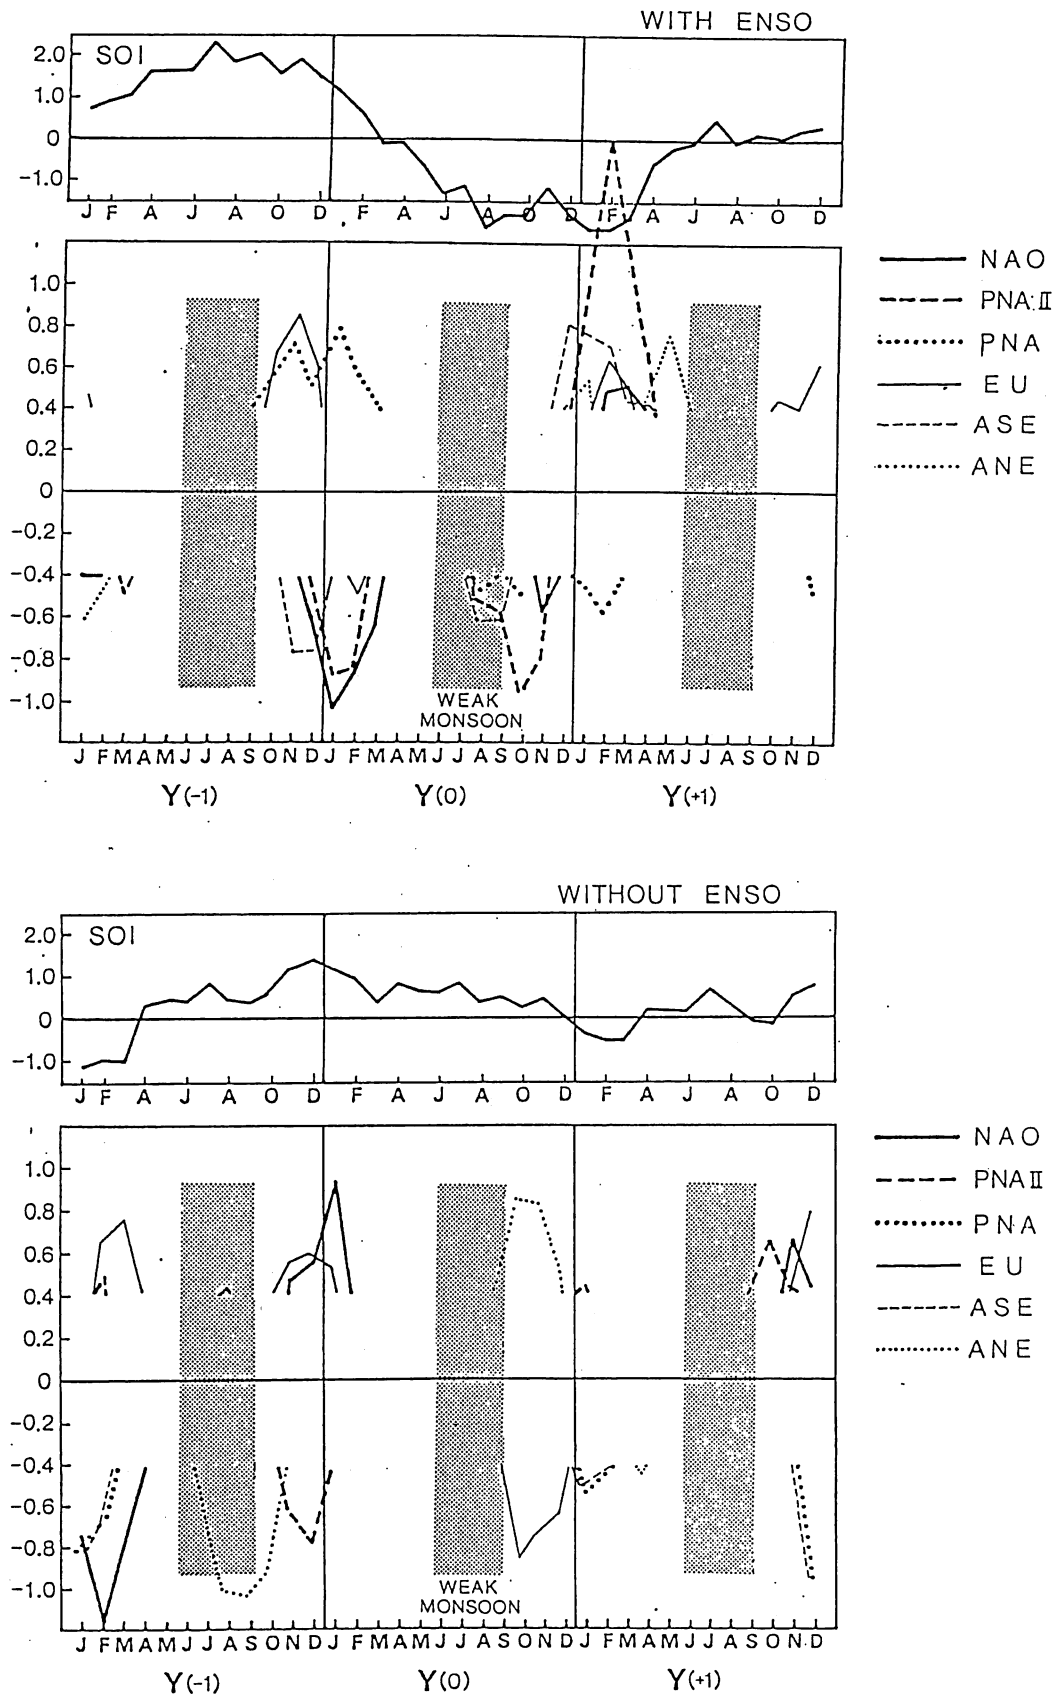 WITH ENSO
SOI
2.0
1.0
0
-1.0
J F A J A O D F A J A O D F A J A O D
1.0
0.8
0.6
0.4
0.2
0
-0.2
-0.4
-0.6
-0.8
-1.0
NAO
PNA II
PNA
EU
ASE
ANE
WEAK
MONSOON
J F M A M J J A S O N D J F M A M J J A S O N D J F M A M J J A S O N D
Y(-1) Y(0) Y(+1)
WITHOUT ENSO
SOI
2.0
1.0
0
-1.0
J F A J A O D F A J A O D J F A J A O D
1.0
0.8
0.6
0.4
0.2
0
-0.2
-0.4
-0.6
-0.8
-1.0
NAO
PNA II
PNA
EU
ASE
ANE
WEAK
MONSOON
J F M A M J J A S O N D J F M A M J J A S O N D J F M A M J J A S O N D
Y(-1) Y(0) Y(+1)